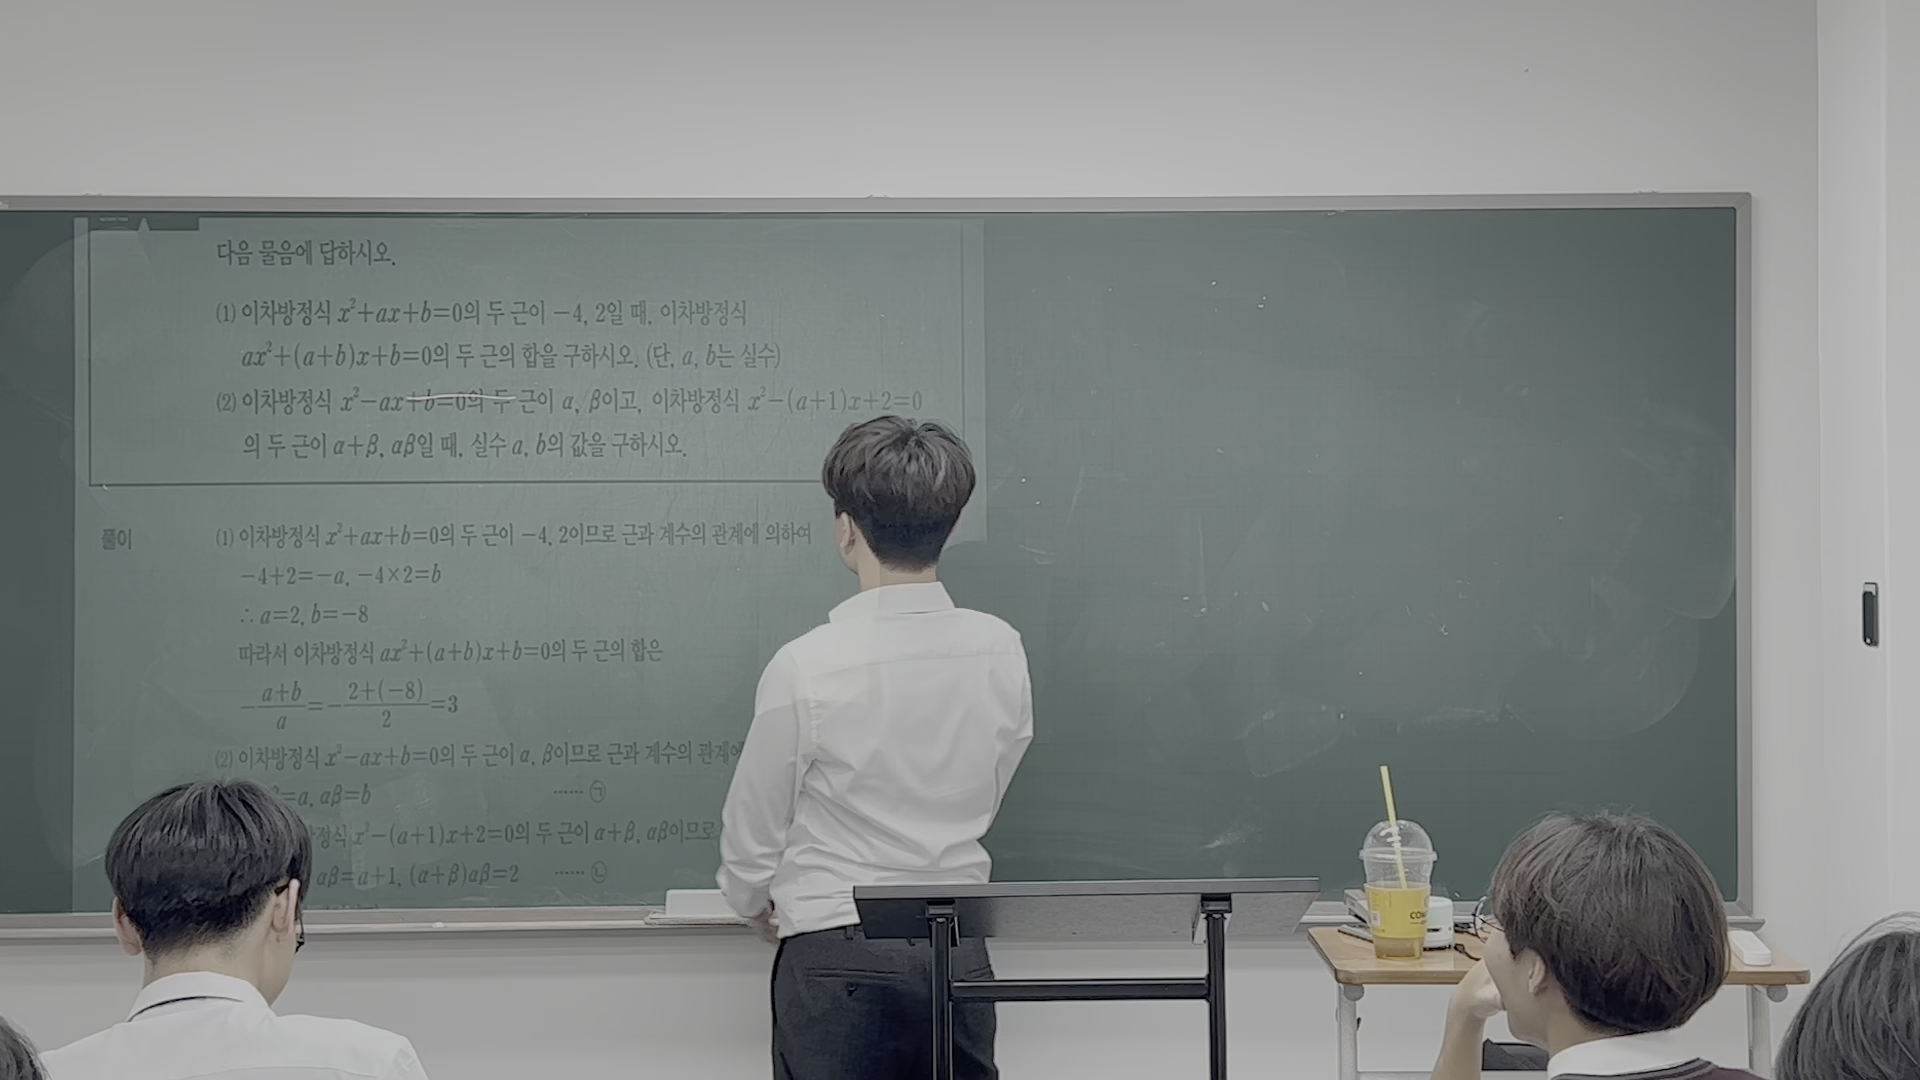 다음 물음에 답하시오.
(1) 이차방정식 x²+ax+b=0의 두 근이 −4, 2일 때, 이차방정식
ax²+(a+b)x+b=0의 두 근의 합을 구하시오. (단, a, b는 실수)
(2) 이차방정식 x²−ax+b=0의 두 근이 α, β이고, 이차방정식 x²−(a+1)x+2=0
의 두 근이 α+β, αβ일 때, 실수 a, b의 값을 구하시오.
풀이
(1) 이차방정식 x²+ax+b=0의 두 근이 −4, 2이므로 근과 계수의 관계에 의하여
−4+2=−a, −4×2=b
∴ a=2, b=−8
따라서 이차방정식 ax²+(a+b)x+b=0의 두 근의 합은
−(a+b)/a=−(2+(−8))/2=3
(2) 이차방정식 x²−ax+b=0의 두 근이 α, β이므로 근과 계수의 관계에
=a, αβ=b …… ㉠
x²−(a+1)x+2=0의 두 근이 α+β, αβ이므로
αβ=a+1, (α+β)αβ=2 …… ㉡